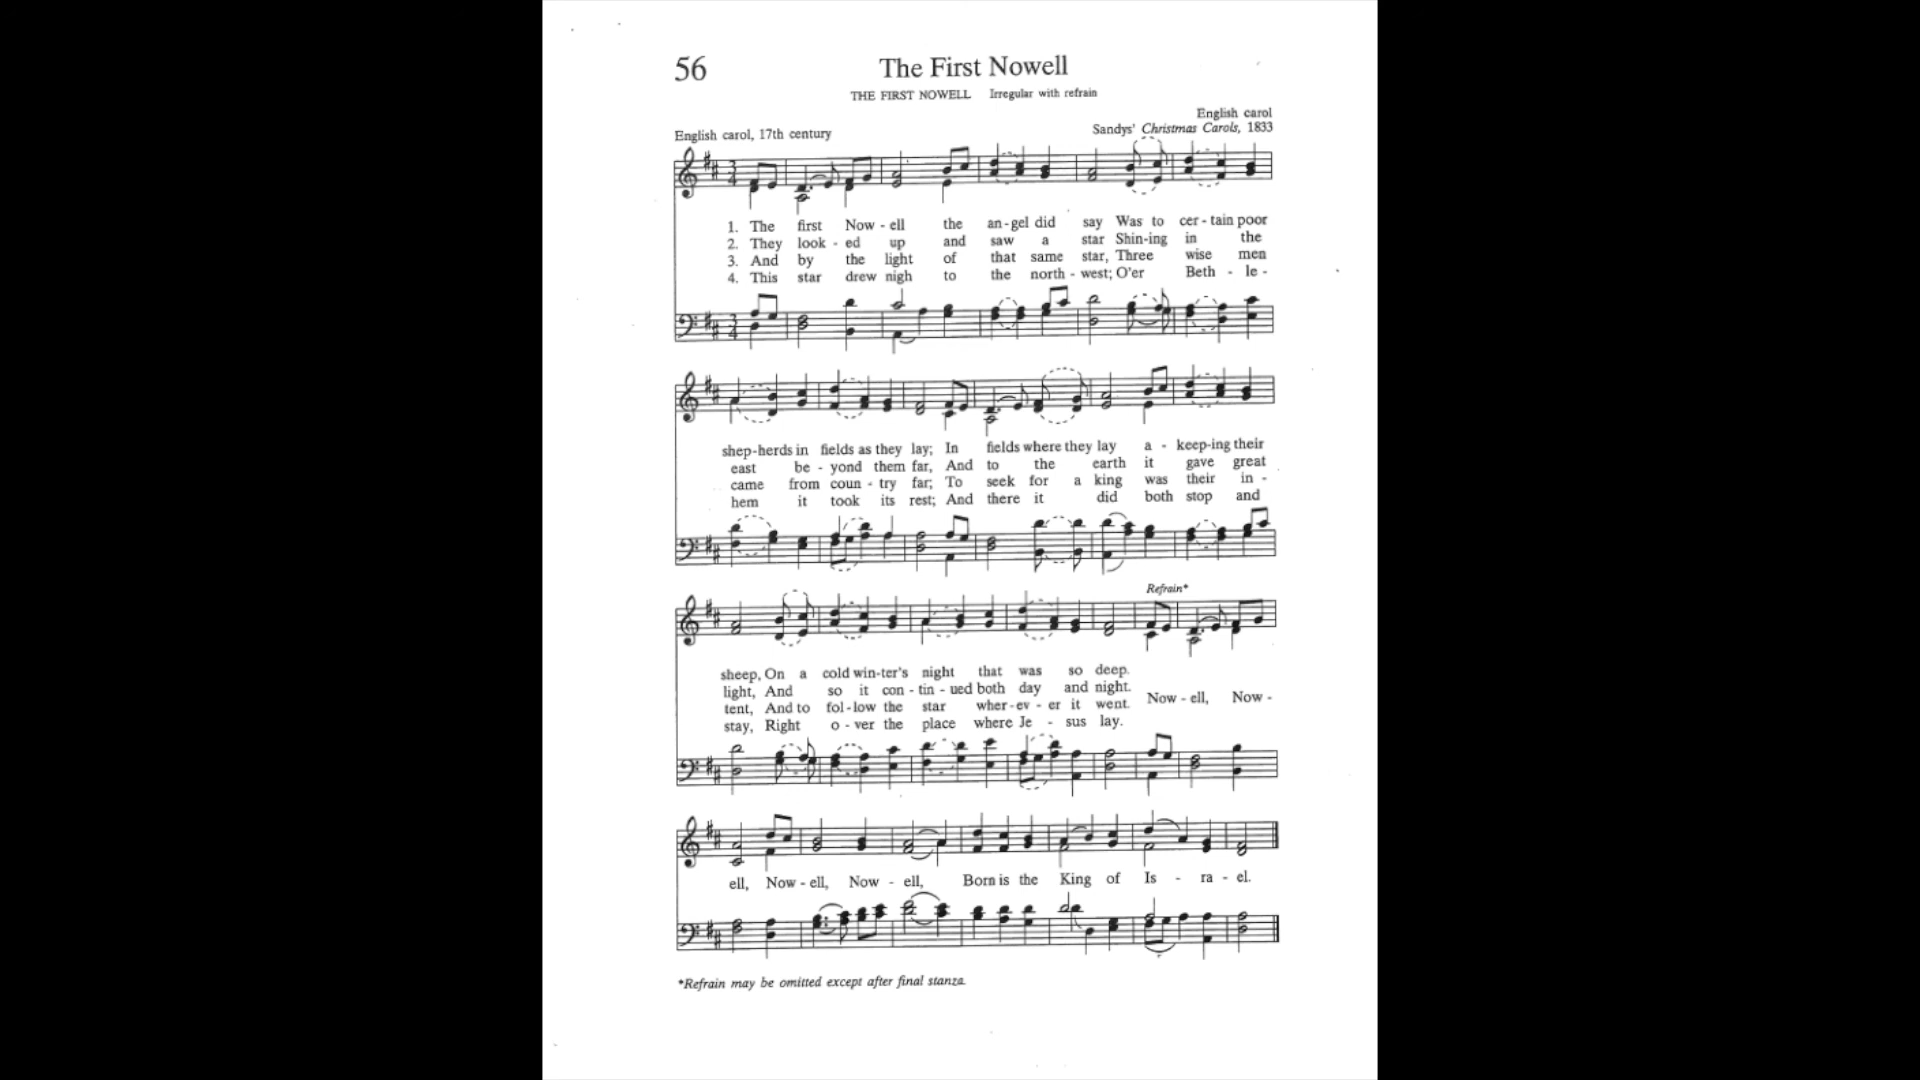 56
The First Nowell
THE FIRST NOWELL Irregular with refrain
English carol
English carol, 17th century
Sandys' Christmas Carols, 1833
1. The first Now - ell the an - gel did say Was to cer - tain poor
2. They look - ed up and saw a star Shin-ing in the
3. And by the light of that same star, Three wise men
4. This star drew nigh to the north - west; O'er Beth - le -
shep-herds in fields as they lay; In fields where they lay a - keep-ing their
east be - yond them far, And to the earth it gave great
came from coun - try far; To seek for a king was their in -
hem it took its rest; And there it did both stop and
Refrain*
sheep, On a cold win-ter's night that was so deep.
light, And so it con - tin - ued both day and night.
tent, And to fol - low the star wher - ev - er it went. Now - ell, Now -
stay, Right o - ver the place where Je - sus lay.
ell, Now - ell, Now - ell, Born is the King of Is - ra - el.
*Refrain may be omitted except after final stanza.